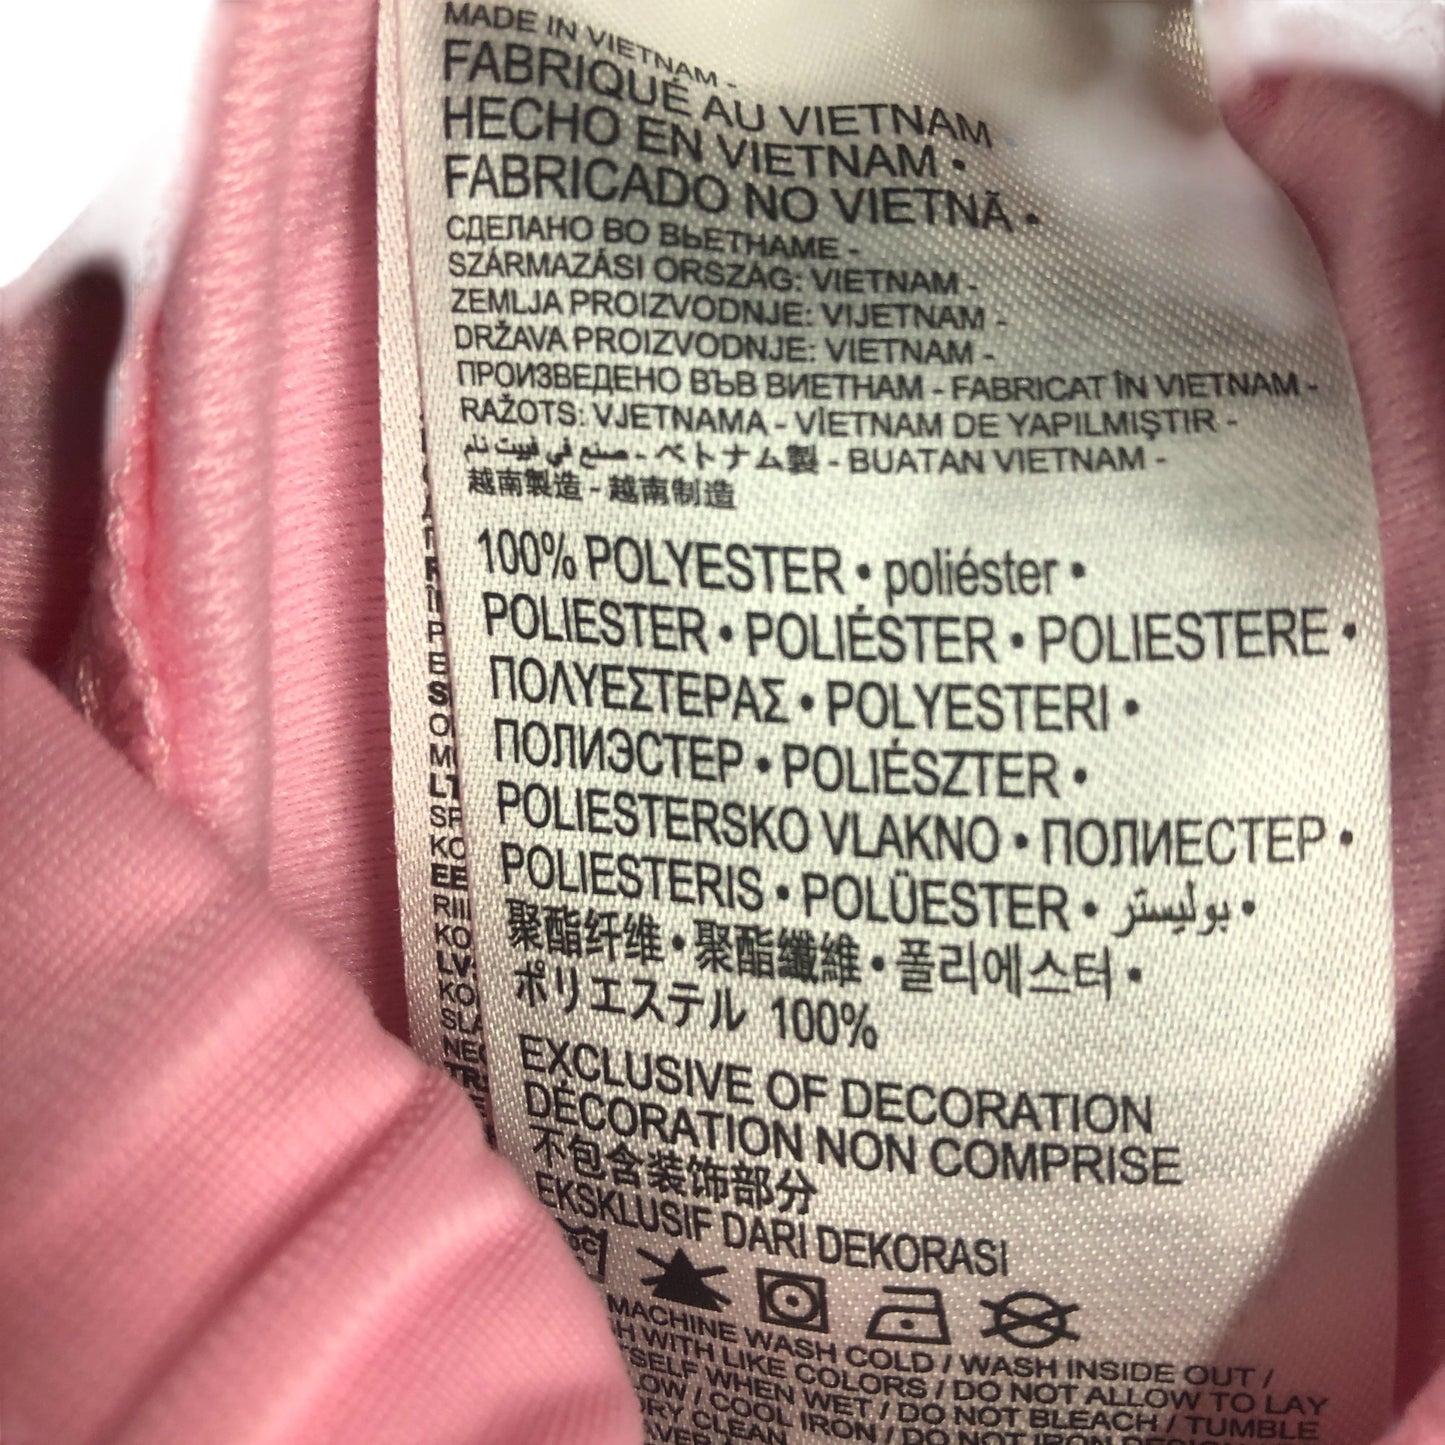 MADE IN VIETNAM -
FABRIQUÉ AU VIETNAM
HECHO EN VIETNAM •
FABRICADO NO VIETNÃ •
СДЕЛАНО ВО ВЬЕТНАМЕ -
SZÁRMAZÁSI ORSZÁG: VIETNAM -
ZEMLJA PROIZVODNJE: VIJETNAM -
DRŽAVA PROIZVODNJE: VIETNAM -
ПРОИЗВЕДЕНО ВЪВ ВИЕТНАМ - FABRICAT ÎN VIETNAM -
RAŽOTS: VJETNAMA - VİETNAM DE YAPILMIŞTIR -
صنع في فييت نام - ベトナム製 - BUATAN VIETNAM -
越南製造 - 越南制造
100% POLYESTER • poliéster •
POLIESTER • POLIÉSTER • POLIESTERE •
ΠΟΛΥΕΣΤΕΡΑΣ • POLYESTERI •
ПОЛИЭСТЕР • POLIÉSZTER •
POLIESTERSKO VLAKNO • ПОЛИЕСТЕР •
POLIESTERIS • POLÜESTER • بوليستر •
聚酯纤维 • 聚酯纖維 • 폴리에스터 •
ポリエステル 100%
EXCLUSIVE OF DECORATION
DÉCORATION NON COMPRISE
不包含装饰部分
EKSKLUSIF DARI DEKORASI
MACHINE WASH COLD / WASH INSIDE OUT /
WITH LIKE COLORS / DO NOT ALLOW TO LAY
WHEN WET / DO NOT BLEACH / TUMBLE
/ COOL IRON / DO NOT
CLEAN